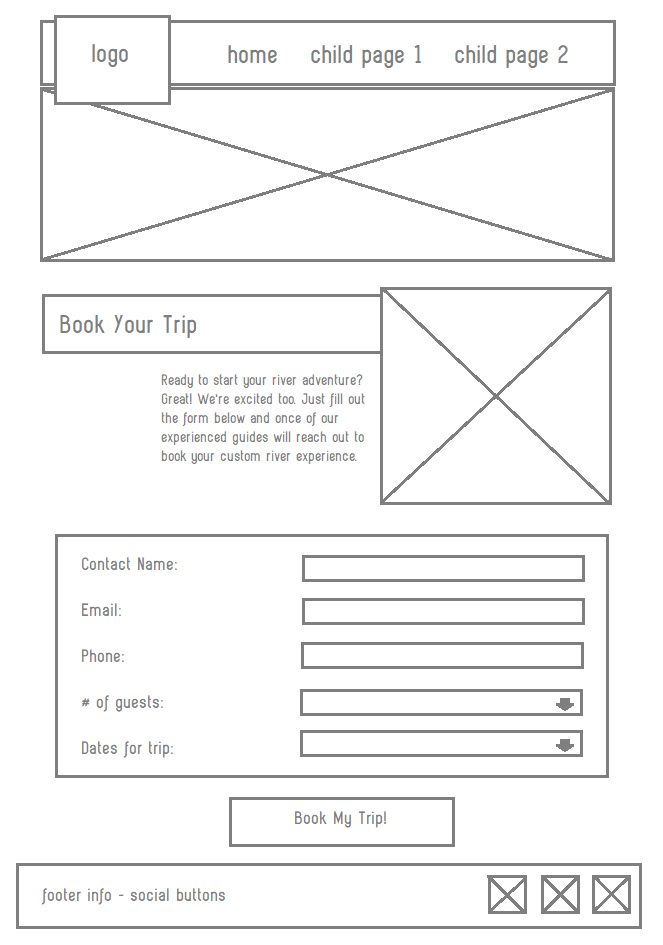 logo
home child page 1 child page 2
Book Your Trip
Ready to start your river adventure?
Great! We're excited too. Just fill out
the form below and once of our
experienced guides will reach out to
book your custom river experience.
Contact Name:
Email:
Phone:
# of guests:
Dates for trip:
Book My Trip!
footer info - social buttons